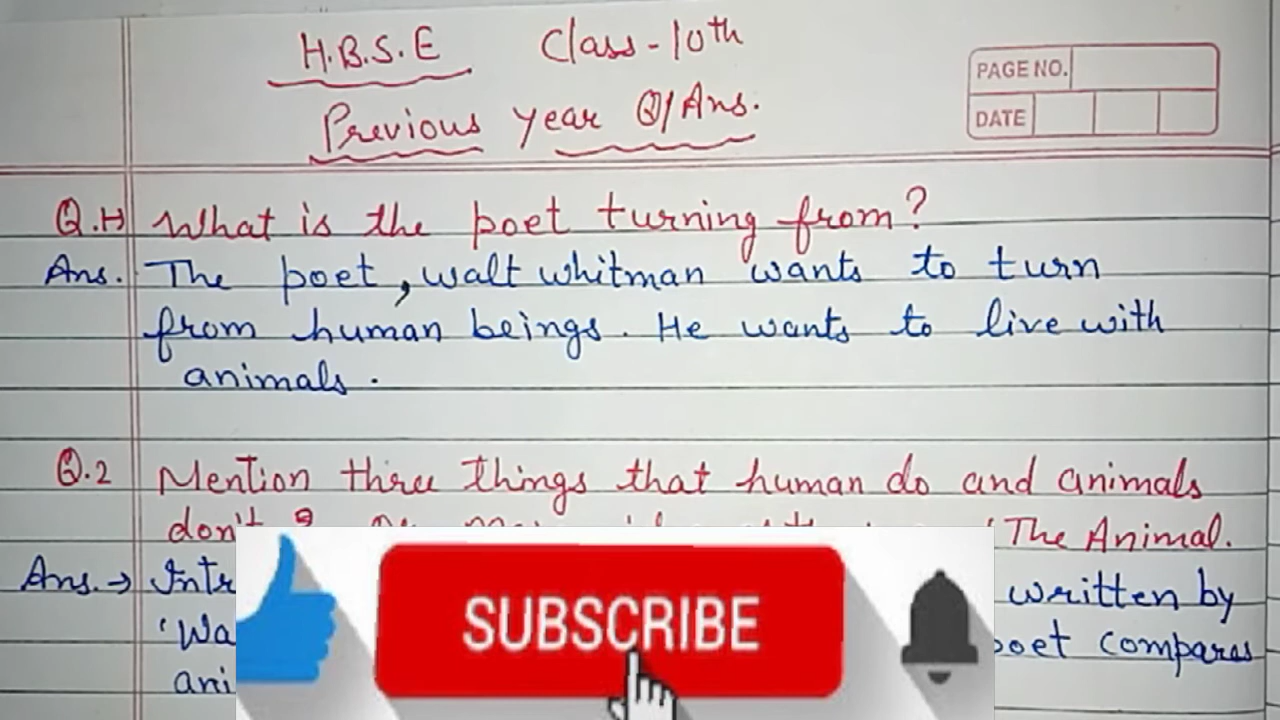 H.B.S.E Class-10th
Previous year Q/Ans.
PAGE NO.
DATE
Q.1 What is the poet turning from?
Ans. The poet, walt whitman wants to turn
from human beings. He wants to live with
animals.
Q.2 Mention three things that human do and animals
don't 'The Animal.
Ans.→ written by
poet compares
SUBSCRIBE